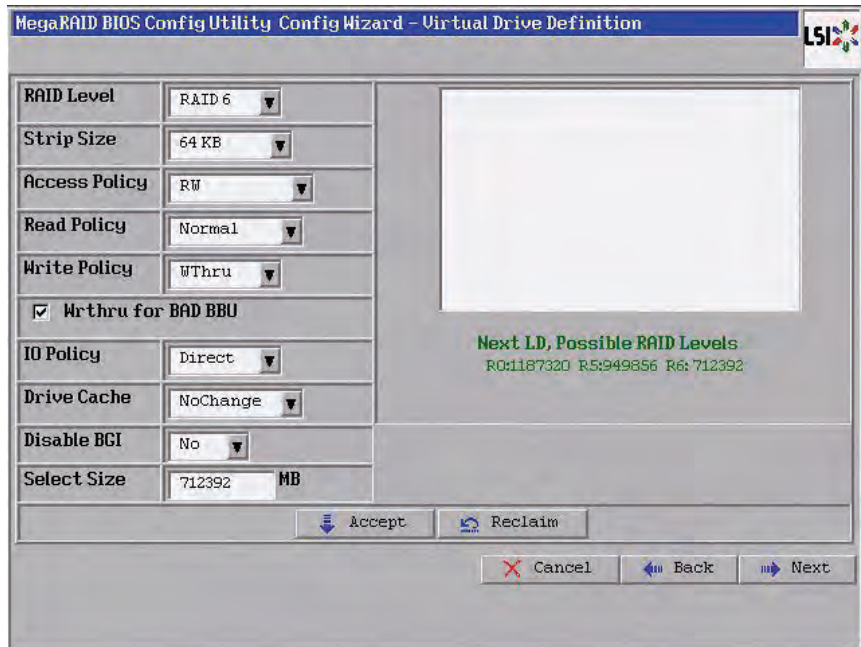 MegaRAID BIOS Config Utility Config Wizard - Virtual Drive Definition
LSI
RAID Level RAID 6
Strip Size 64 KB
Access Policy RW
Read Policy Normal
Write Policy WThru
Wrthru for BAD BBU
IO Policy Direct
Drive Cache NoChange
Disable BGI No
Select Size 712392 MB
Next LD, Possible RAID Levels
R0:1187320 R5:949856 R6:712392
Accept Reclaim
Cancel Back Next